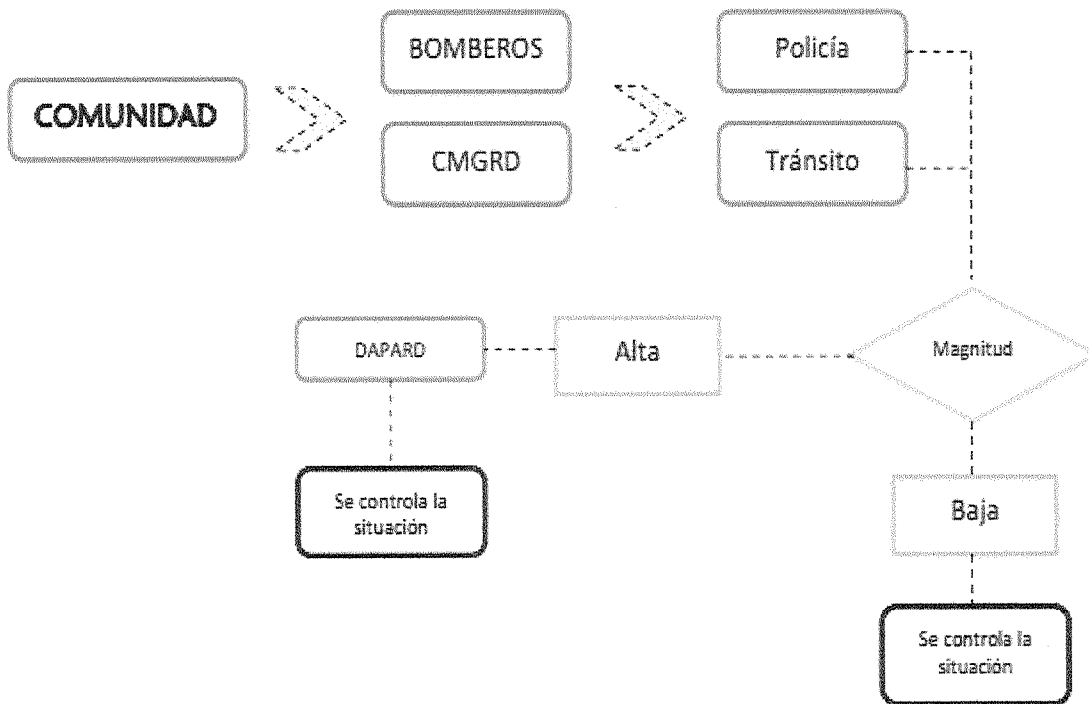 COMUNIDAD
BOMBEROS
CMGRD
Policía
Tránsito
Magnitud
Alta
DAPARD
Se controla la
situación
Baja
Se controla la
situación